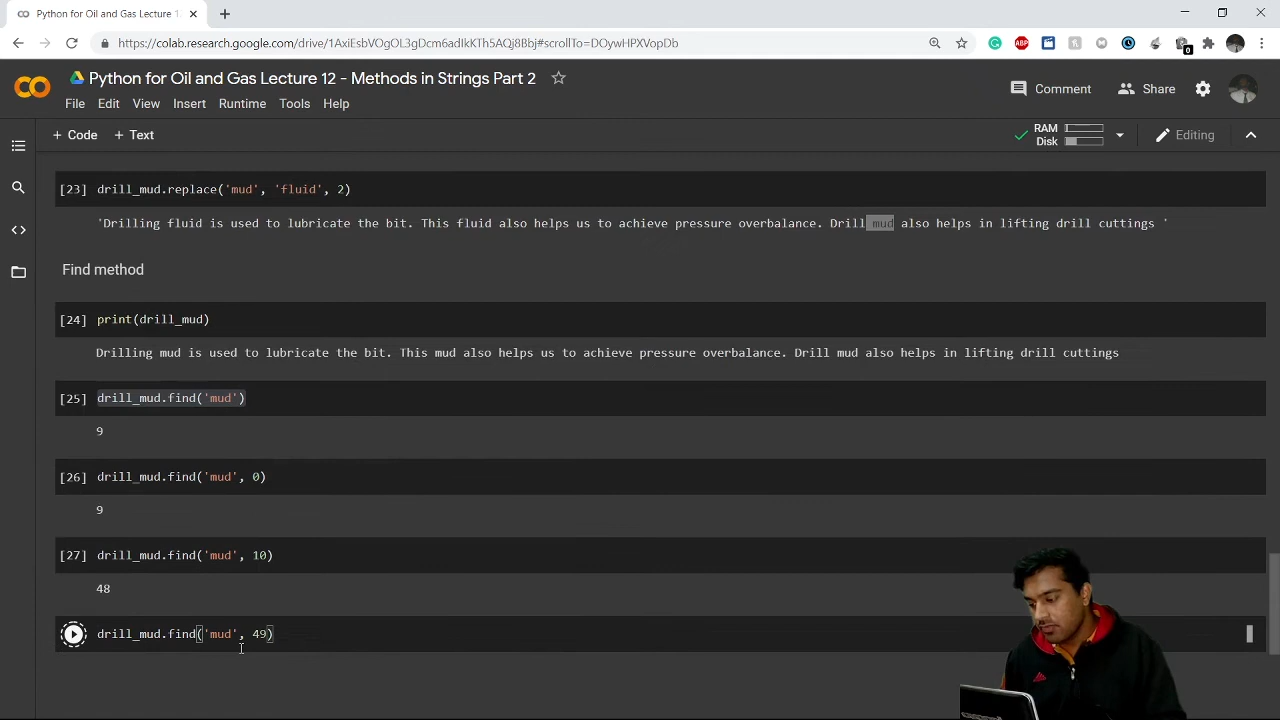 Python for Oil and Gas Lecture 1
https://colab.research.google.com/drive/
Python for Oil and Gas Lecture 12 - Methods in Strings Part 2
File Edit View Insert Runtime Tools Help
Comment Share
+ Code + Text
RAM
Disk
Editing
[23] drill_mud.replace('mud', 'fluid', 2)
'Drilling fluid is used to lubricate the bit. This fluid also helps us to achieve pressure overbalance. Drill mud also helps in lifting drill cuttings '
Find method
[24] print(drill_mud)
Drilling mud is used to lubricate the bit. This mud also helps us to achieve pressure overbalance. Drill mud also helps in lifting drill cuttings
[25] drill_mud.find('mud')
9
[26] drill_mud.find('mud', 0)
9
[27] drill_mud.find('mud', 10)
48
drill_mud.find('mud', 49)